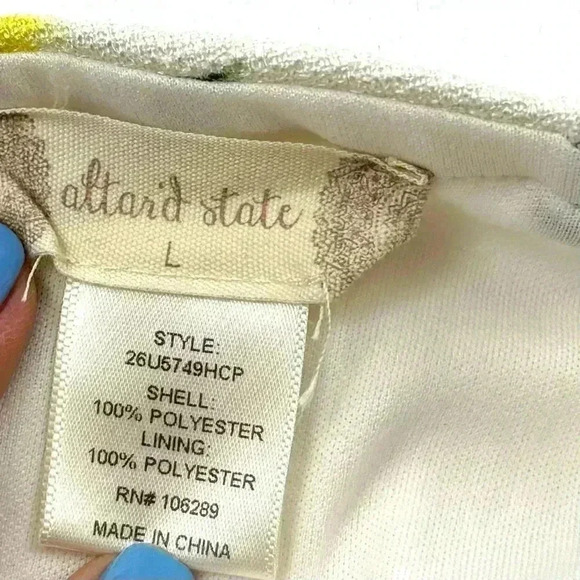 altar'd state
L
STYLE:
26U5749HCP
SHELL:
100% POLYESTER
LINING:
100% POLYESTER
RN# 106289
MADE IN CHINA